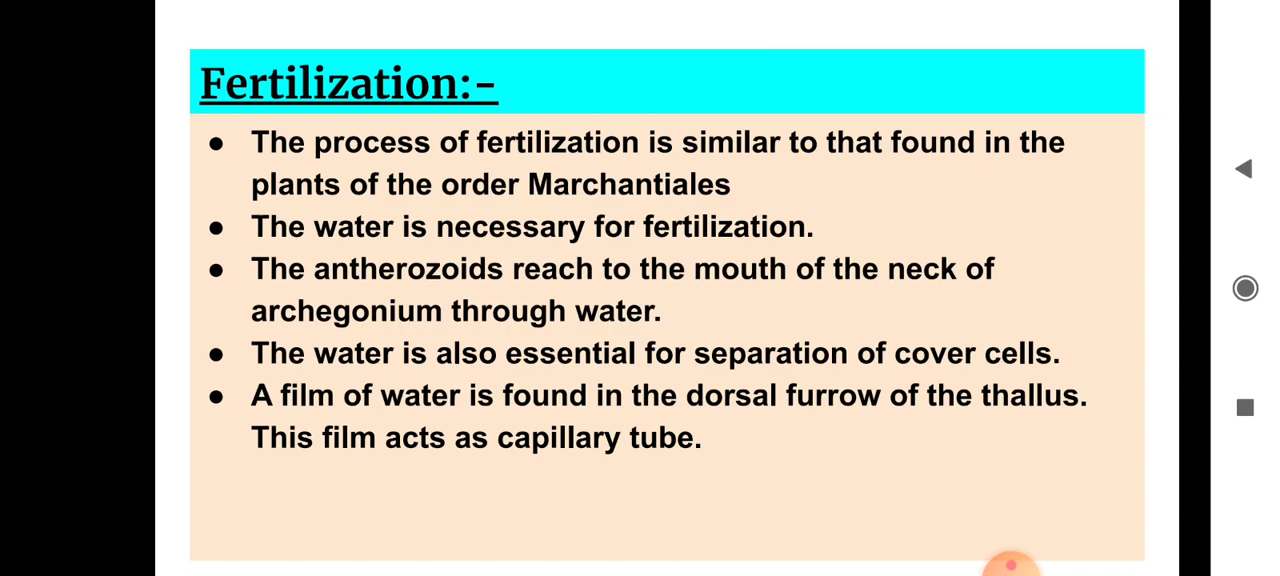 Fertilization:-
● The process of fertilization is similar to that found in the
plants of the order Marchantiales
● The water is necessary for fertilization.
● The antherozoids reach to the mouth of the neck of
archegonium through water.
● The water is also essential for separation of cover cells.
● A film of water is found in the dorsal furrow of the thallus.
This film acts as capillary tube.